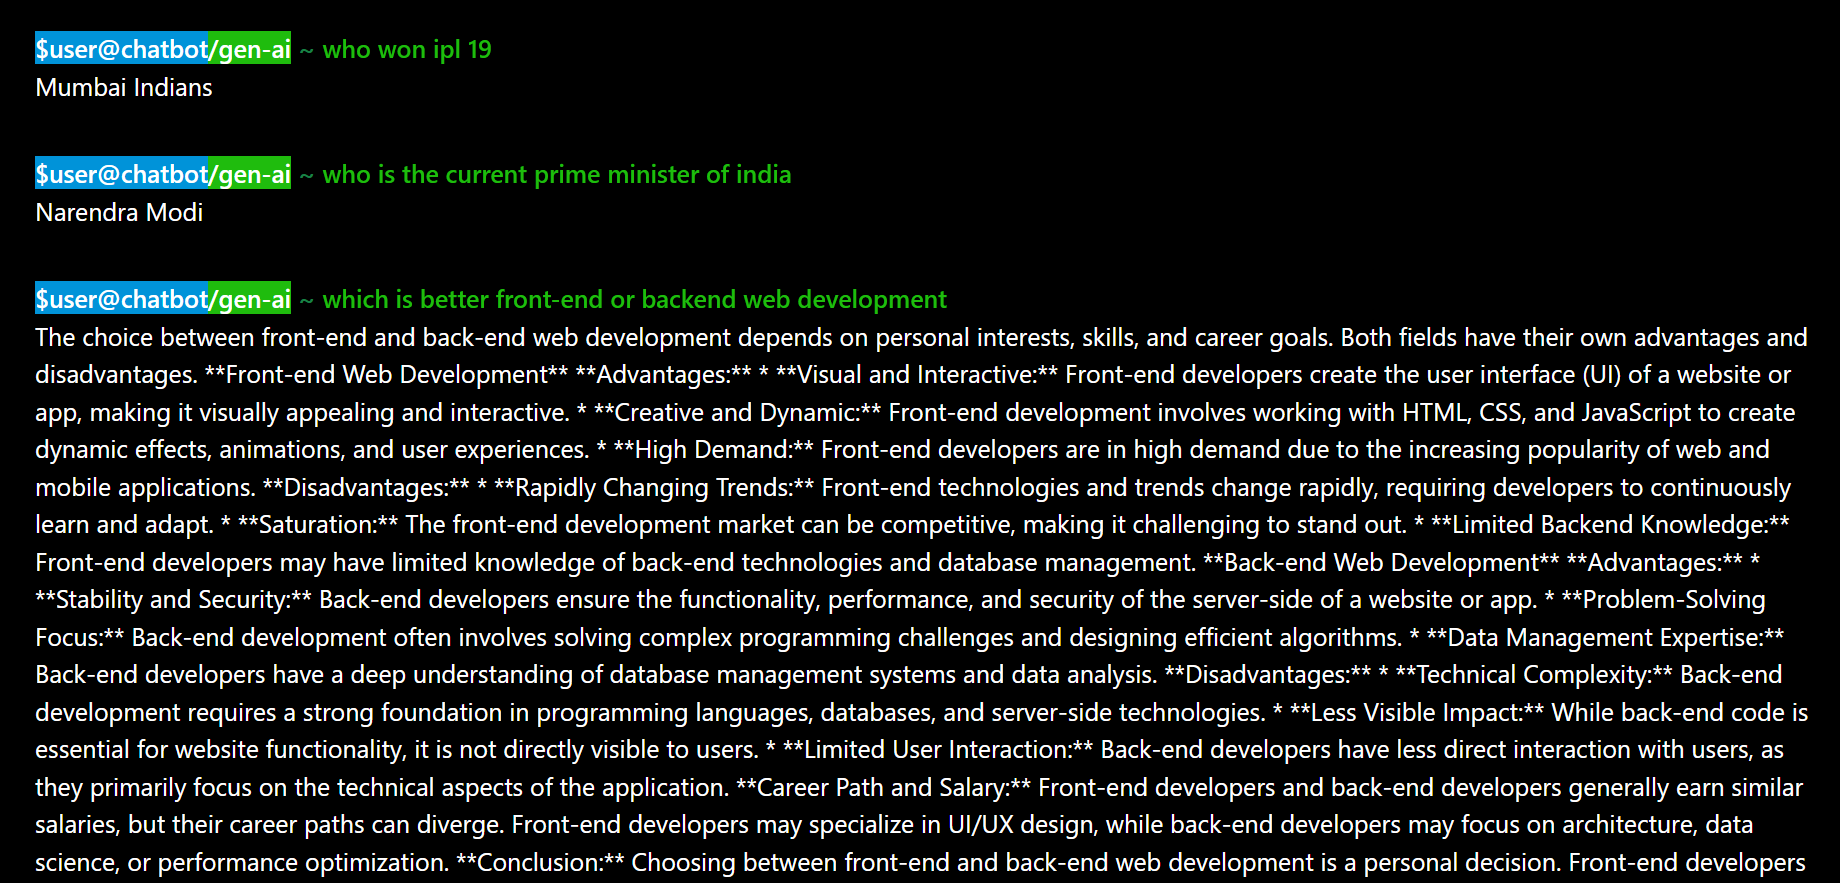 $user@chatbot/gen-ai ~ who won ipl 19
Mumbai Indians
$user@chatbot/gen-ai ~ who is the current prime minister of india
Narendra Modi
$user@chatbot/gen-ai ~ which is better front-end or backend web development
The choice between front-end and back-end web development depends on personal interests, skills, and career goals. Both fields have their own advantages and
disadvantages. **Front-end Web Development** **Advantages:** * **Visual and Interactive:** Front-end developers create the user interface (UI) of a website or
app, making it visually appealing and interactive. * **Creative and Dynamic:** Front-end development involves working with HTML, CSS, and JavaScript to create
dynamic effects, animations, and user experiences. * **High Demand:** Front-end developers are in high demand due to the increasing popularity of web and
mobile applications. **Disadvantages:** * **Rapidly Changing Trends:** Front-end technologies and trends change rapidly, requiring developers to continuously
learn and adapt. * **Saturation:** The front-end development market can be competitive, making it challenging to stand out. * **Limited Backend Knowledge:**
Front-end developers may have limited knowledge of back-end technologies and database management. **Back-end Web Development** **Advantages:** *
**Stability and Security:** Back-end developers ensure the functionality, performance, and security of the server-side of a website or app. * **Problem-Solving
Focus:** Back-end development often involves solving complex programming challenges and designing efficient algorithms. * **Data Management Expertise:**
Back-end developers have a deep understanding of database management systems and data analysis. **Disadvantages:** * **Technical Complexity:** Back-end
development requires a strong foundation in programming languages, databases, and server-side technologies. * **Less Visible Impact:** While back-end code is
essential for website functionality, it is not directly visible to users. * **Limited User Interaction:** Back-end developers have less direct interaction with users, as
they primarily focus on the technical aspects of the application. **Career Path and Salary:** Front-end developers and back-end developers generally earn similar
salaries, but their career paths can diverge. Front-end developers may specialize in UI/UX design, while back-end developers may focus on architecture, data
science, or performance optimization. **Conclusion:** Choosing between front-end and back-end web development is a personal decision. Front-end developers